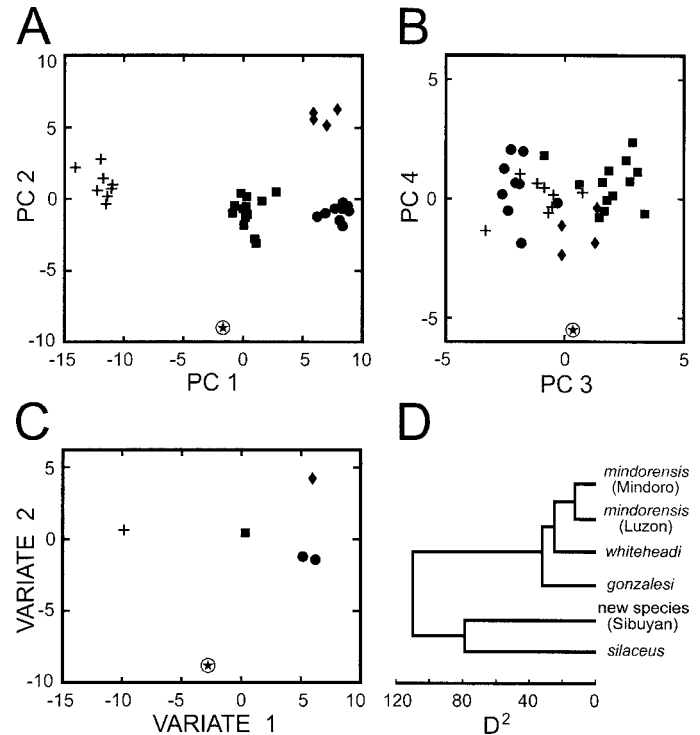 A
10
5
0
-5
-10
PC 2
-15
-10
-5
0
5
10
PC 1
B
5
0
-5
PC 4
-5
0
5
PC 3
C
5
0
-5
-10
VARIATE 2
-15
-10
-5
0
5
10
VARIATE 1
D
mindorensis
(Mindoro)
mindorensis
(Luzon)
whiteheadi
gonzalesi
new species
(Sibuyan)
silaceus
120
80
40
0
D²